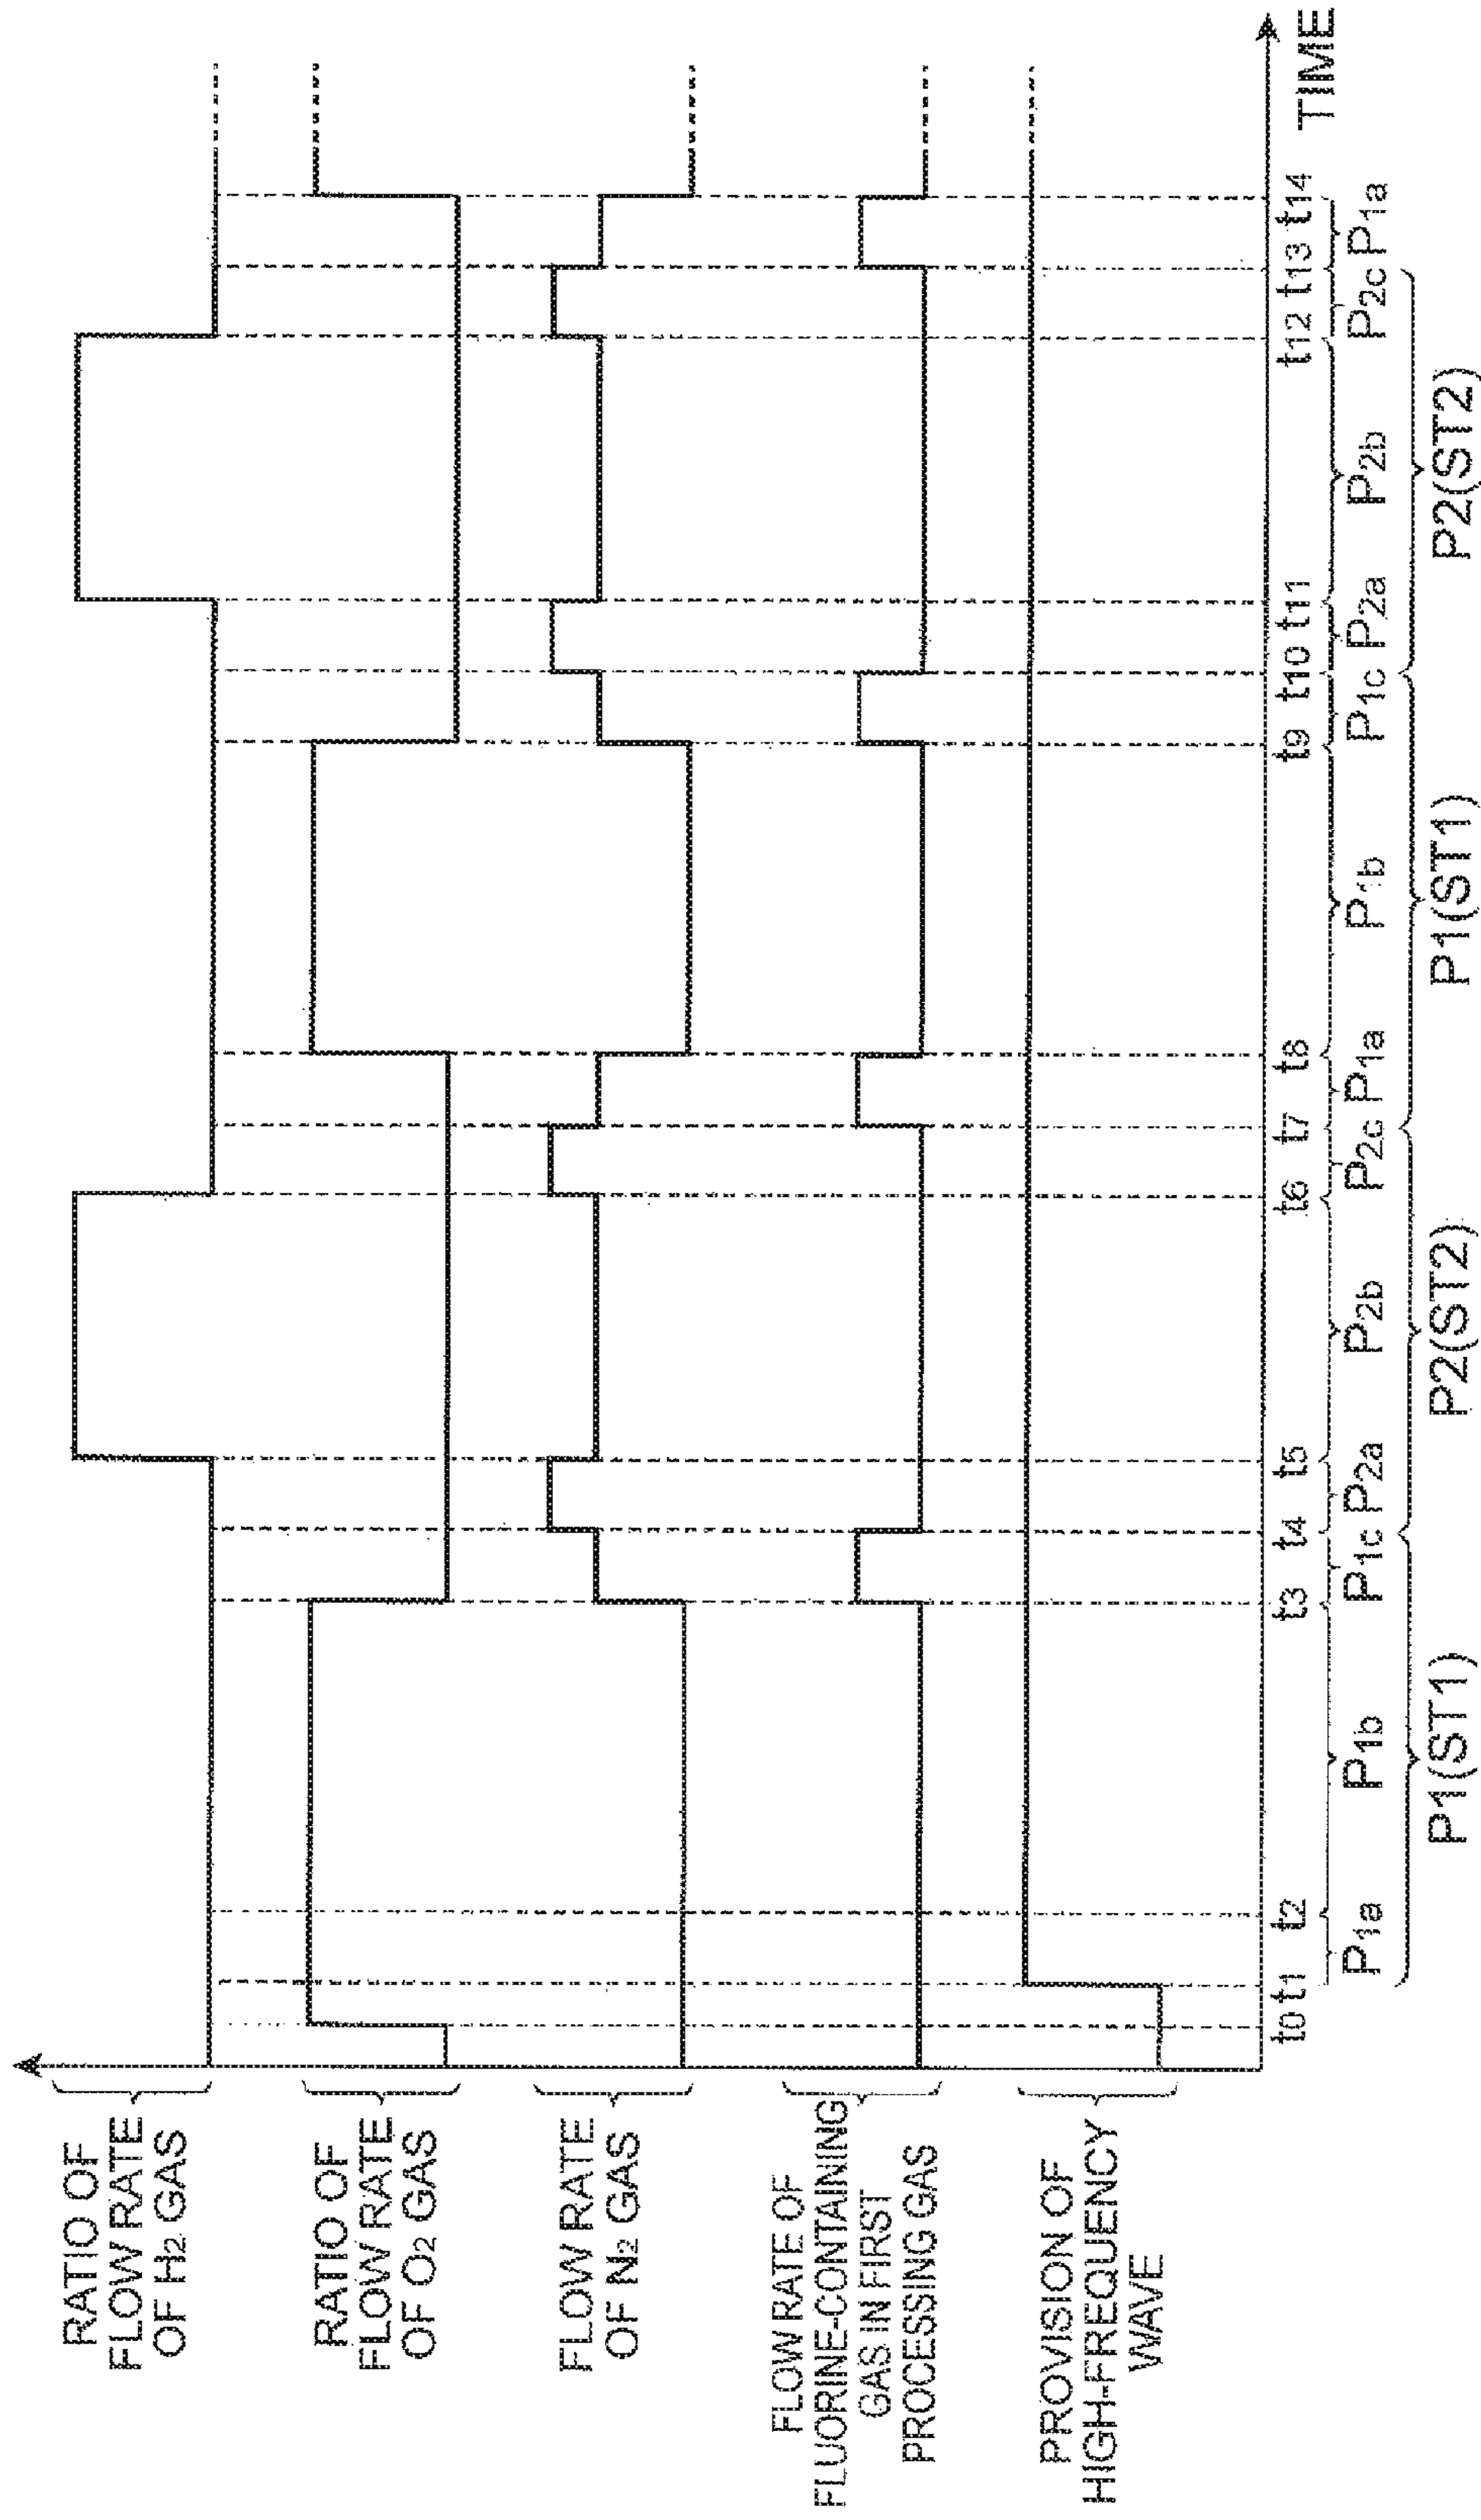 RATIO OF
FLOW RATE
OF H2 GAS
RATIO OF
FLOW RATE
OF O2 GAS
FLOW RATE
OF N2 GAS
FLOW RATE OF
FLUORINE-CONTAINING
GAS IN FIRST
PROCESSING GAS
PROVISION OF
HIGH-FREQUENCY
WAVE
t0 t1 t2 t3 t4 t5 t6 t7 t8 t9 t10 t11 t12 t13 t14
TIME
P1a P1b P1c P2a P2b P2c P1a P1b P1c P2a P2b P2c P1a
P1(ST1) P2(ST2) P1(ST1) P2(ST2)